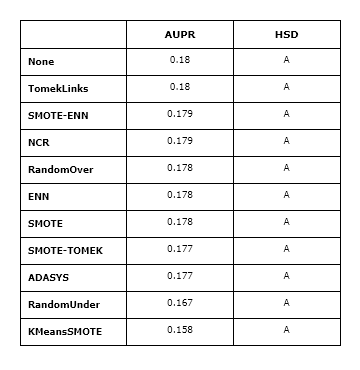 AUPR HSD
None 0.18 A
TomekLinks 0.18 A
SMOTE-ENN 0.179 A
NCR 0.179 A
RandomOver 0.178 A
ENN 0.178 A
SMOTE 0.178 A
SMOTE-TOMEK 0.177 A
ADASYS 0.177 A
RandomUnder 0.167 A
KMeansSMOTE 0.158 A